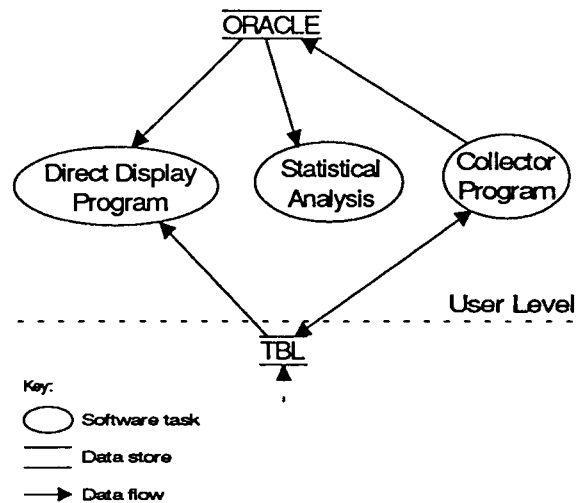 ORACLE
Direct Display
Program
Statistical
Analysis
Collector
Program
User Level
TBL
Key:
Software task
Data store
Data flow